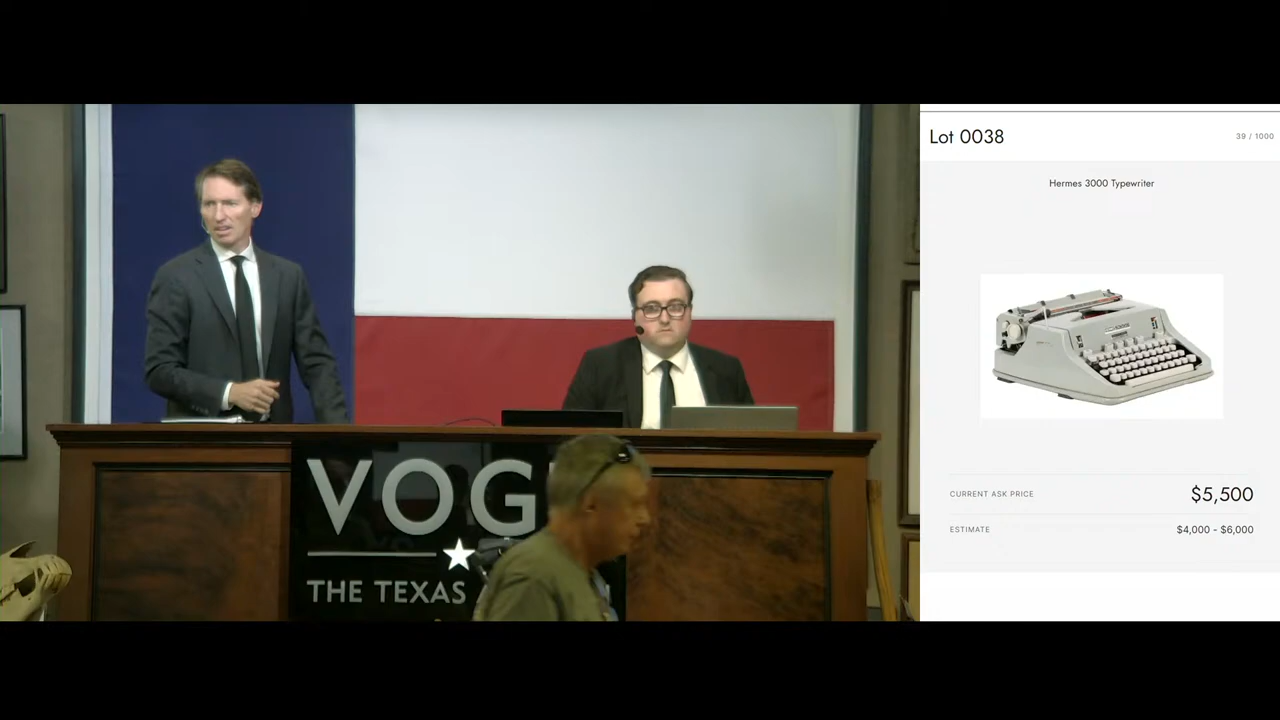 VOG
THE TEXAS
Lot 0038
39 / 1000
Hermes 3000 Typewriter
CURRENT ASK PRICE
$5,500
ESTIMATE
$4,000 - $6,000